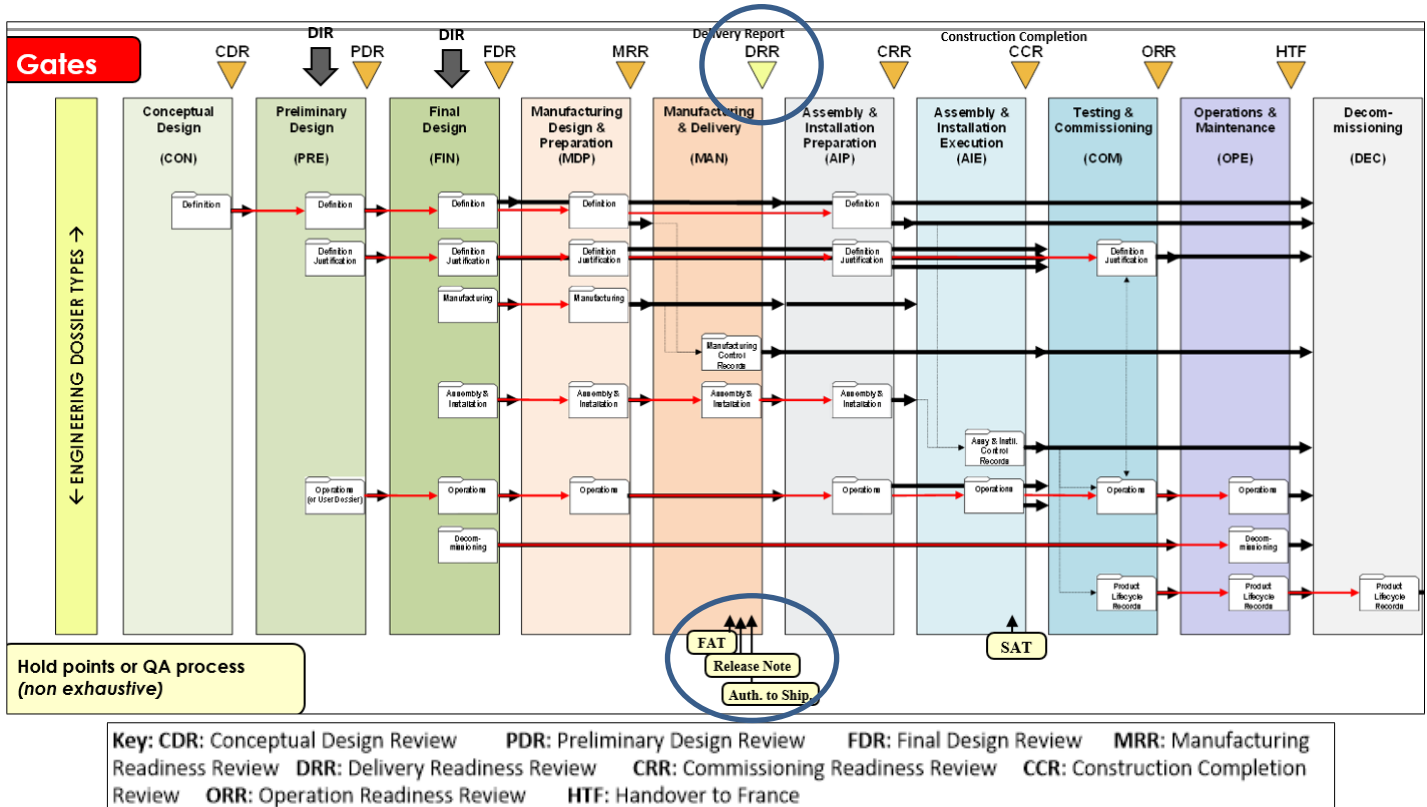 Gates
CDR
DIR
PDR
DIR
FDR
MRR
Delivery Report
DRR
CRR
Construction Completion
CCR
ORR
HTF
← ENGINEERING DOSSIER TYPES →
Conceptual
Design
(CON)
Preliminary
Design
(PRE)
Final
Design
(FIN)
Manufacturing
Design &
Preparation
(MDP)
Manufacturing
& Delivery
(MAN)
Assembly &
Installation
Preparation
(AIP)
Assembly &
Installation
Execution
(AIE)
Testing &
Commissioning
(COM)
Operations &
Maintenance
(OPE)
Decom-
missioning
(DEC)
Definition
Definition
Definition
Definition
Definition
Definition
Justification
Definition
Justification
Definition
Justification
Definition
Justification
Definition
Justification
Manufacturing
Manufacturing
Manufacturing
Control
Records
Assembly &
Installation
Assembly &
Installation
Assembly &
Installation
Assembly &
Installation
Assy & Instll.
Control
Records
Operations
(or User Dossier)
Operations
Operations
Operations
Operations
Operations
Operations
Decom-
missioning
Decom-
missioning
Product
Lifecycle
Records
Product
Lifecycle
Records
Product
Lifecycle
Records
FAT
Release Note
Auth. to Ship.
SAT
Hold points or QA process
(non exhaustive)
Key: CDR: Conceptual Design Review PDR: Preliminary Design Review FDR: Final Design Review MRR: Manufacturing
Readiness Review DRR: Delivery Readiness Review CRR: Commissioning Readiness Review CCR: Construction Completion
Review ORR: Operation Readiness Review HTF: Handover to France